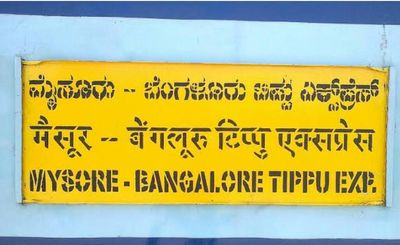 ಮೈಸೂರು -- ಬೆಂಗಳೂರು ಟಿಪ್ಪು ಎಕ್ಸ್‌ಪ್ರೆಸ್
मैसूर -- बेंगलूरु टिप्पु एक्सप्रेस
MYSORE - BANGALORE TIPPU EXP.